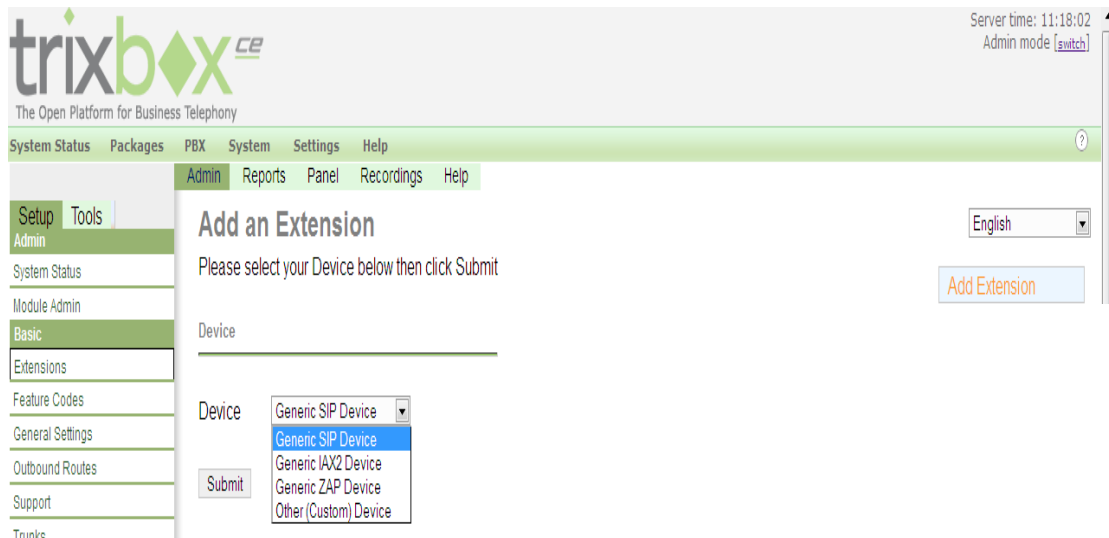 Server time: 11:18:02
Admin mode [switch]
trixbox ce
The Open Platform for Business Telephony
System Status Packages PBX System Settings Help ?
Admin Reports Panel Recordings Help
Setup Tools
Admin
System Status
Module Admin
Basic
Extensions
Feature Codes
General Settings
Outbound Routes
Support
Trunks
Add an Extension
Please select your Device below then click Submit
Device
Device Generic SIP Device
Generic SIP Device
Generic IAX2 Device
Generic ZAP Device
Other (Custom) Device
Submit
English
Add Extension